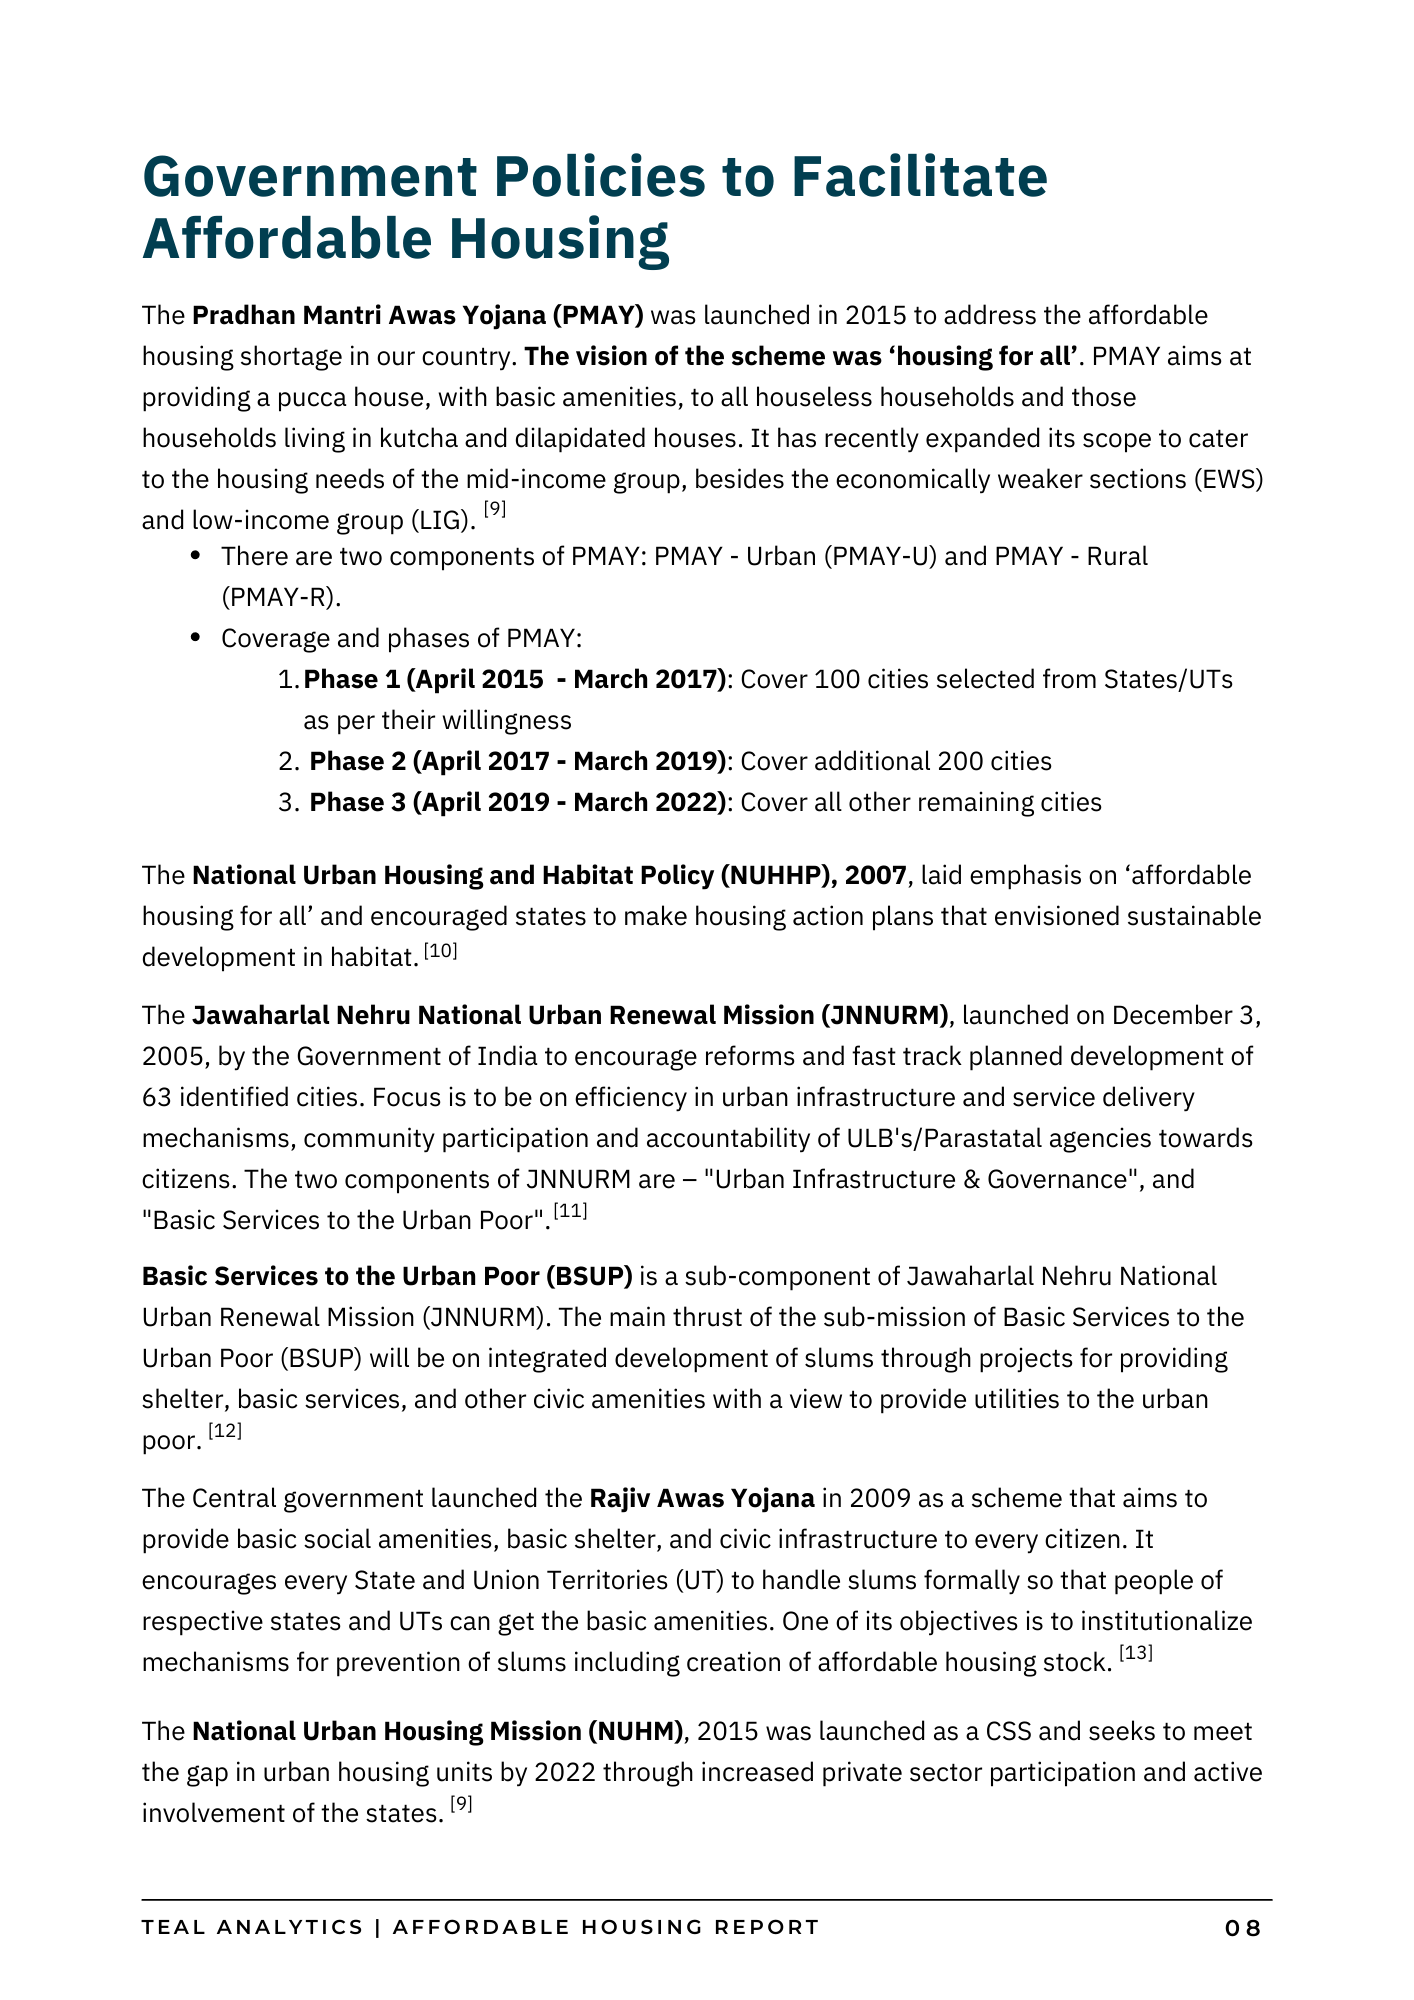 Government Policies to Facilitate
Affordable Housing
The Pradhan Mantri Awas Yojana (PMAY) was launched in 2015 to address the affordable
housing shortage in our country. The vision of the scheme was ‘housing for all’. PMAY aims at
providing a pucca house, with basic amenities, to all houseless households and those
households living in kutcha and dilapidated houses. It has recently expanded its scope to cater
to the housing needs of the mid-income group, besides the economically weaker sections (EWS)
and low-income group (LIG). [9]
• There are two components of PMAY: PMAY - Urban (PMAY-U) and PMAY - Rural
(PMAY-R).
• Coverage and phases of PMAY:
1. Phase 1 (April 2015 - March 2017): Cover 100 cities selected from States/UTs
as per their willingness
2. Phase 2 (April 2017 - March 2019): Cover additional 200 cities
3. Phase 3 (April 2019 - March 2022): Cover all other remaining cities
The National Urban Housing and Habitat Policy (NUHHP), 2007, laid emphasis on ‘affordable
housing for all’ and encouraged states to make housing action plans that envisioned sustainable
development in habitat. [10]
The Jawaharlal Nehru National Urban Renewal Mission (JNNURM), launched on December 3,
2005, by the Government of India to encourage reforms and fast track planned development of
63 identified cities. Focus is to be on efficiency in urban infrastructure and service delivery
mechanisms, community participation and accountability of ULB's/Parastatal agencies towards
citizens. The two components of JNNURM are – "Urban Infrastructure & Governance", and
"Basic Services to the Urban Poor". [11]
Basic Services to the Urban Poor (BSUP) is a sub-component of Jawaharlal Nehru National
Urban Renewal Mission (JNNURM). The main thrust of the sub-mission of Basic Services to the
Urban Poor (BSUP) will be on integrated development of slums through projects for providing
shelter, basic services, and other civic amenities with a view to provide utilities to the urban
poor. [12]
The Central government launched the Rajiv Awas Yojana in 2009 as a scheme that aims to
provide basic social amenities, basic shelter, and civic infrastructure to every citizen. It
encourages every State and Union Territories (UT) to handle slums formally so that people of
respective states and UTs can get the basic amenities. One of its objectives is to institutionalize
mechanisms for prevention of slums including creation of affordable housing stock. [13]
The National Urban Housing Mission (NUHM), 2015 was launched as a CSS and seeks to meet
the gap in urban housing units by 2022 through increased private sector participation and active
involvement of the states. [9]
TEAL ANALYTICS | AFFORDABLE HOUSING REPORT 08